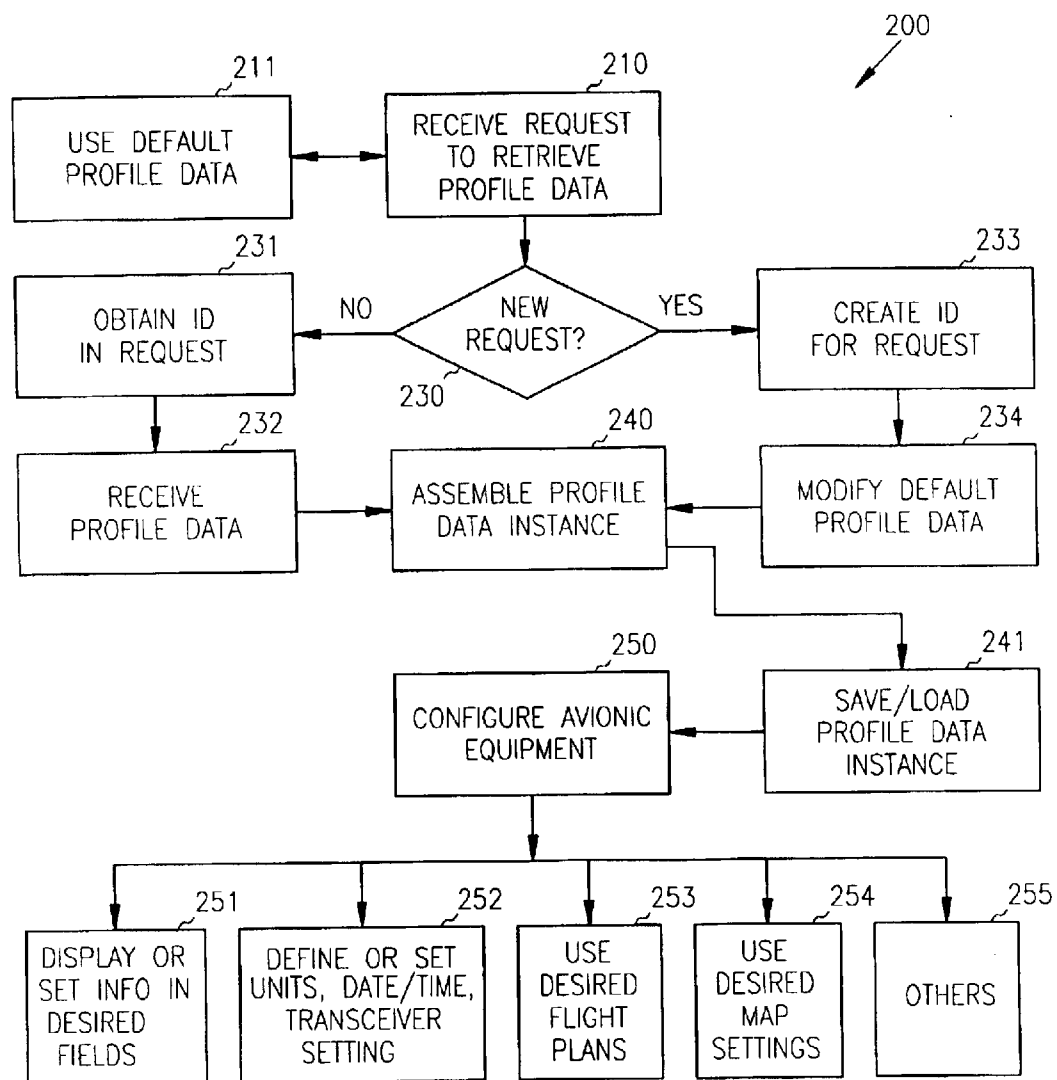 200
211
210
USE DEFAULT
PROFILE DATA
RECEIVE REQUEST
TO RETRIEVE
PROFILE DATA
231
233
NO
NEW
REQUEST?
YES
OBTAIN ID
IN REQUEST
CREATE ID
FOR REQUEST
230
232
240
234
RECEIVE
PROFILE DATA
ASSEMBLE PROFILE
DATA INSTANCE
MODIFY DEFAULT
PROFILE DATA
250
241
CONFIGURE AVIONIC
EQUIPMENT
SAVE/LOAD
PROFILE DATA
INSTANCE
251
252
253
254
255
DISPLAY OR
SET INFO IN
DESIRED
FIELDS
DEFINE OR SET
UNITS, DATE/TIME,
TRANSCEIVER
SETTING
USE
DESIRED
FLIGHT
PLANS
USE
DESIRED
MAP
SETTINGS
OTHERS